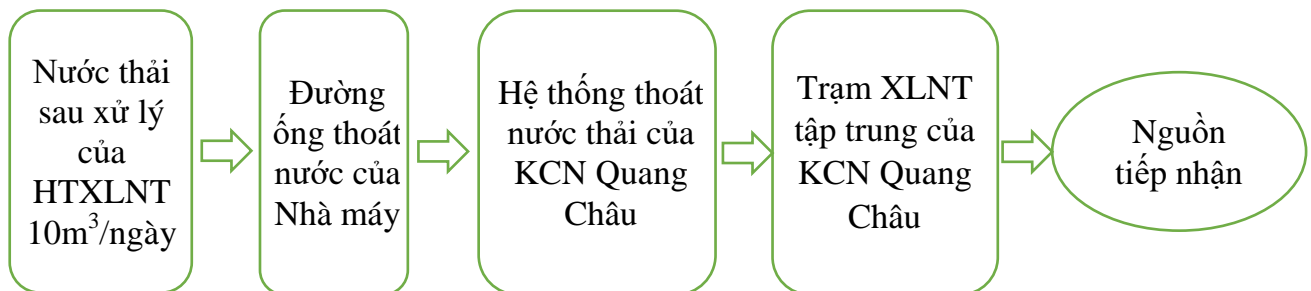 Nước thải
sau xử lý
của
HTXLNT
10m³/ngày
Đường
ống thoát
nước của
Nhà máy
Hệ thống thoát
nước thải của
KCN Quang
Châu
Trạm XLNT
tập trung của
KCN Quang
Châu
Nguồn
tiếp nhận